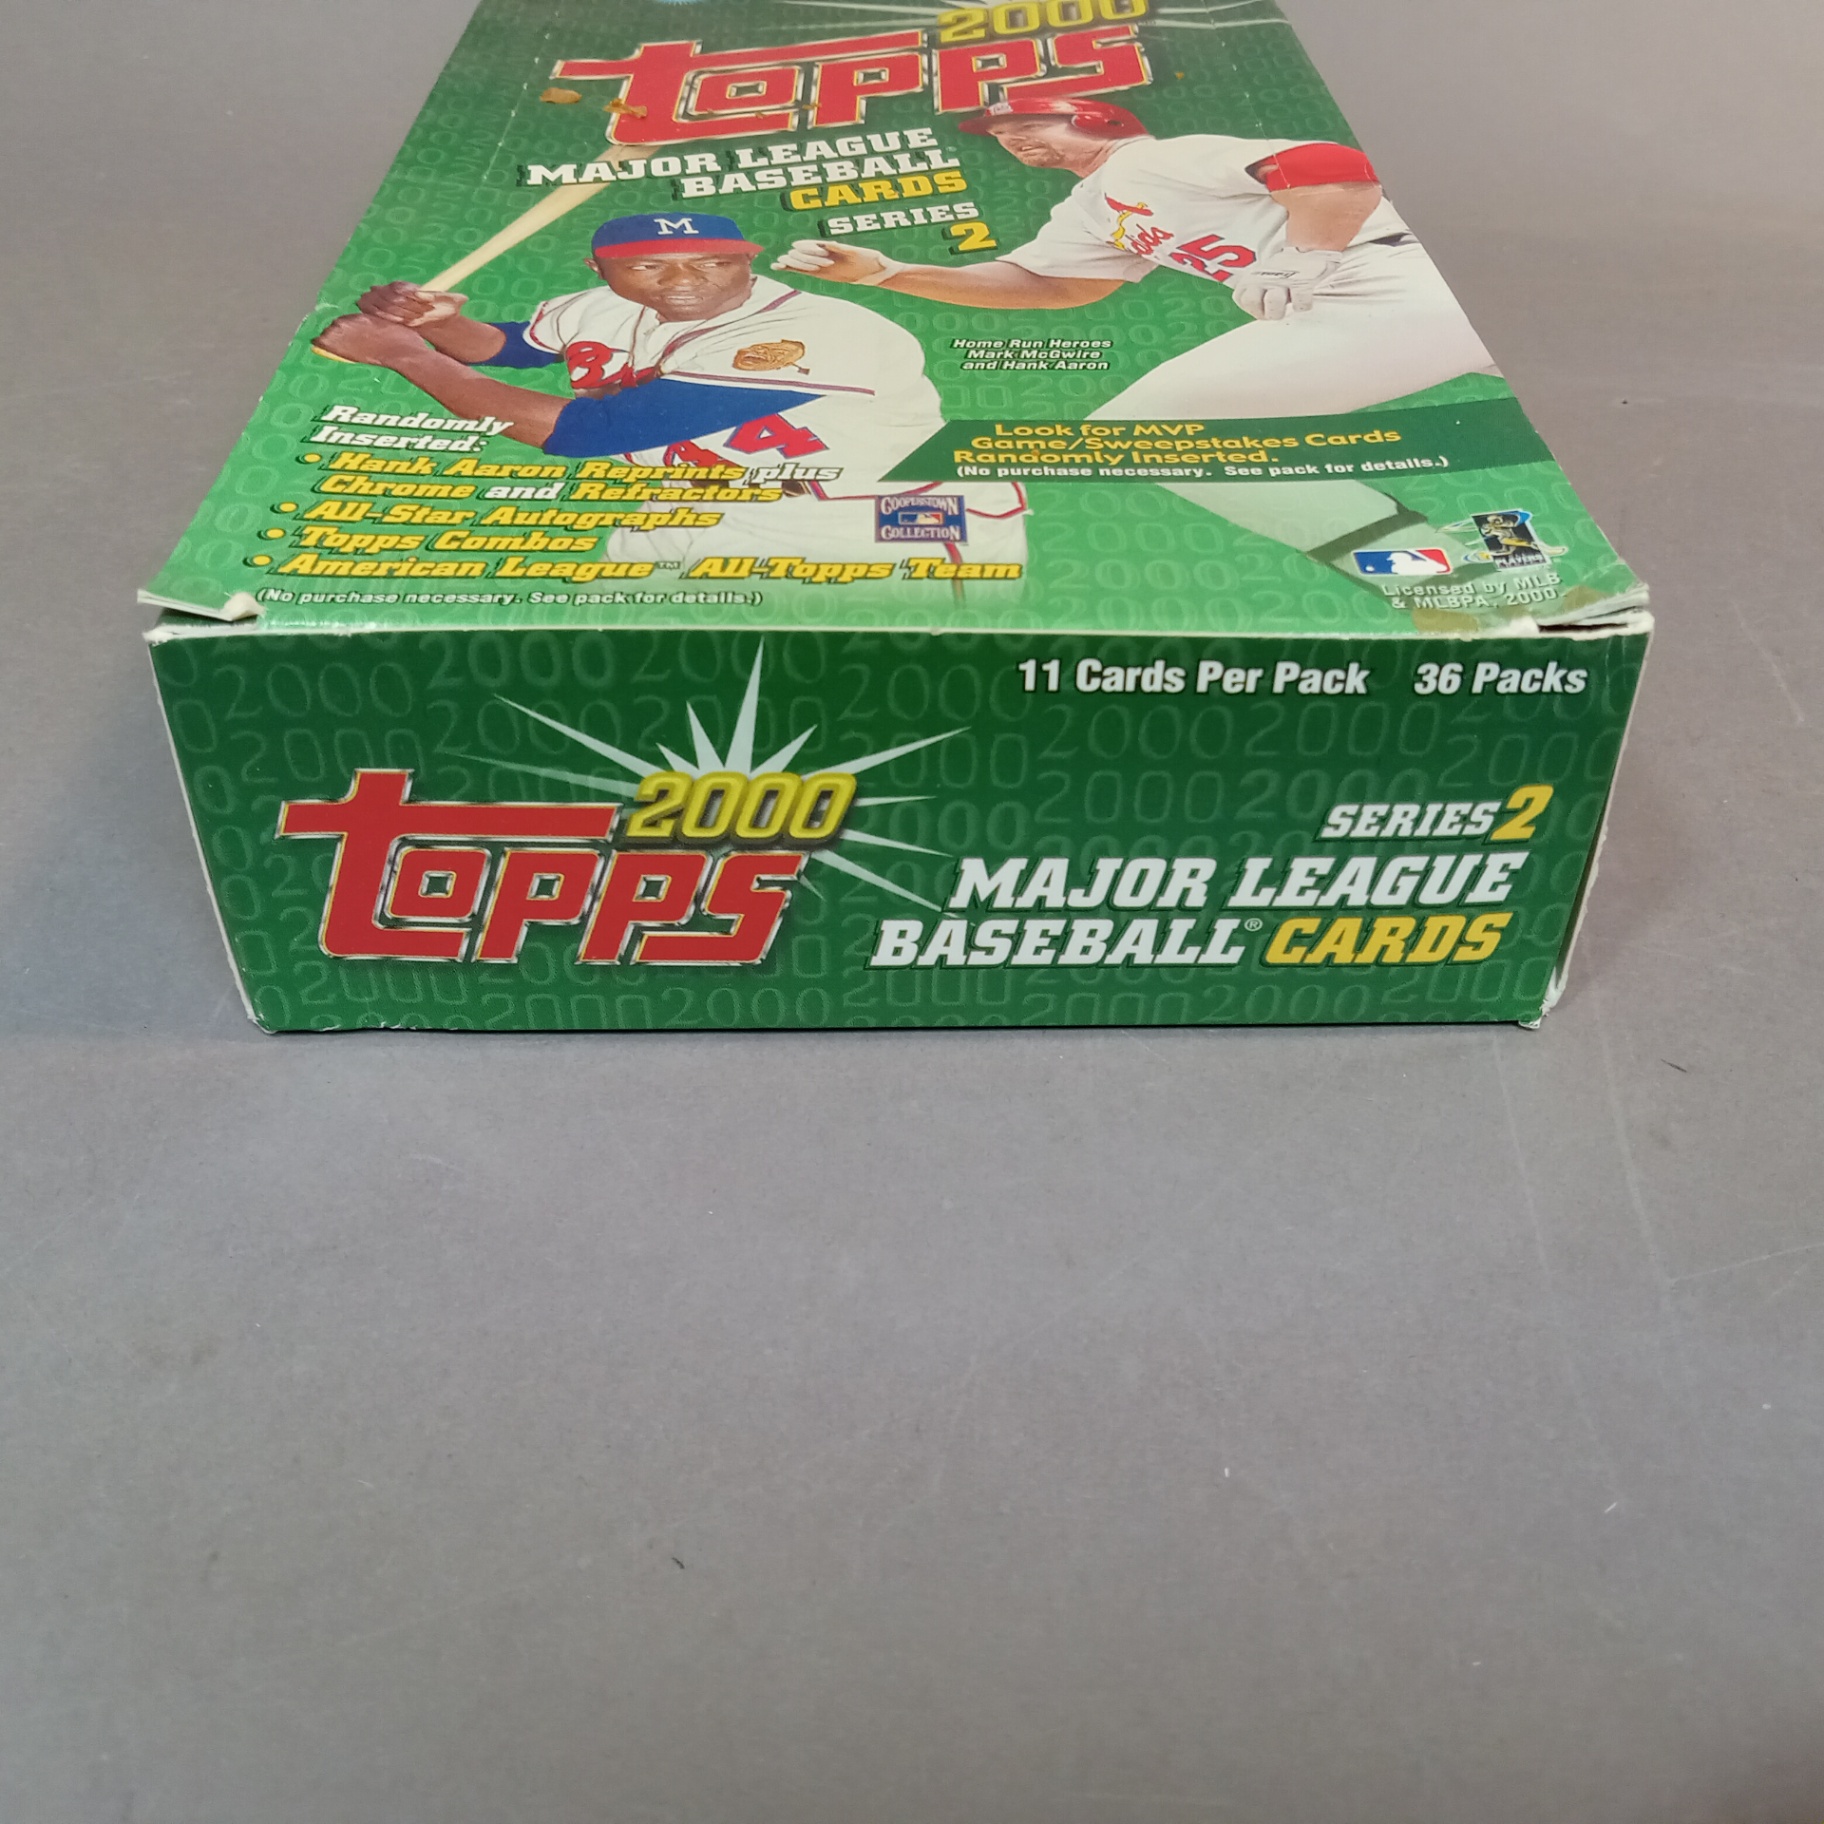 2000
Topps
MAJOR LEAGUE
BASEBALL
CARDS
SERIES
2
M
25
Home Run Heroes
Mark McGwire
and Hank Aaron
44
Randomly
Inserted:
• Hank Aaron Reprints plus
Chrome and Refractors
• All-Star Autographs
• Topps Combos
• American League™ All-Topps Team
(No purchase necessary. See pack for details.)
Look for MVP
Game/Sweepstakes Cards
Randomly Inserted.
(No purchase necessary. See pack for details.)
COOPERSTOWN
COLLECTION
PLAYERS
Licensed by MLB
& MLBPA, 2000
11 Cards Per Pack 36 Packs
2000
Topps
SERIES 2
MAJOR LEAGUE
BASEBALL® CARDS